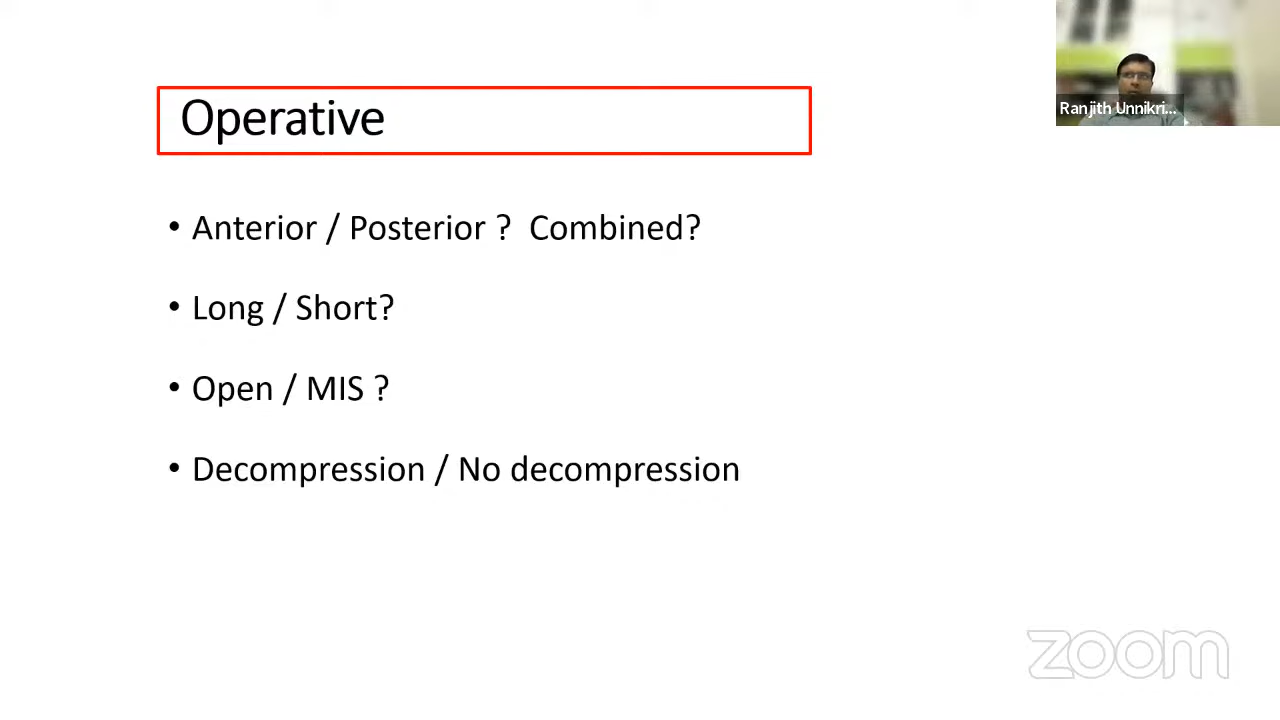 Operative
• Anterior / Posterior ? Combined?
• Long / Short?
• Open / MIS ?
• Decompression / No decompression
Ranjith Unnikri...
zoom